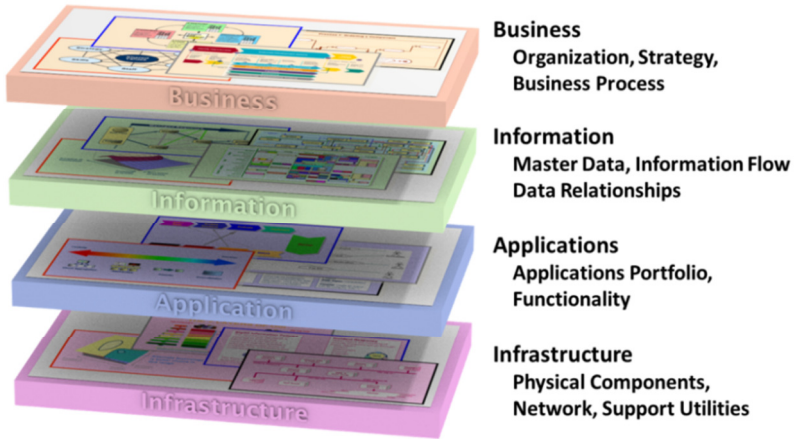 Business
Organization, Strategy,
Business Process
Business
Information
Master Data, Information Flow
Data Relationships
Information
Applications
Applications Portfolio,
Functionality
Application
Infrastructure
Physical Components,
Network, Support Utilities
Infrastructure